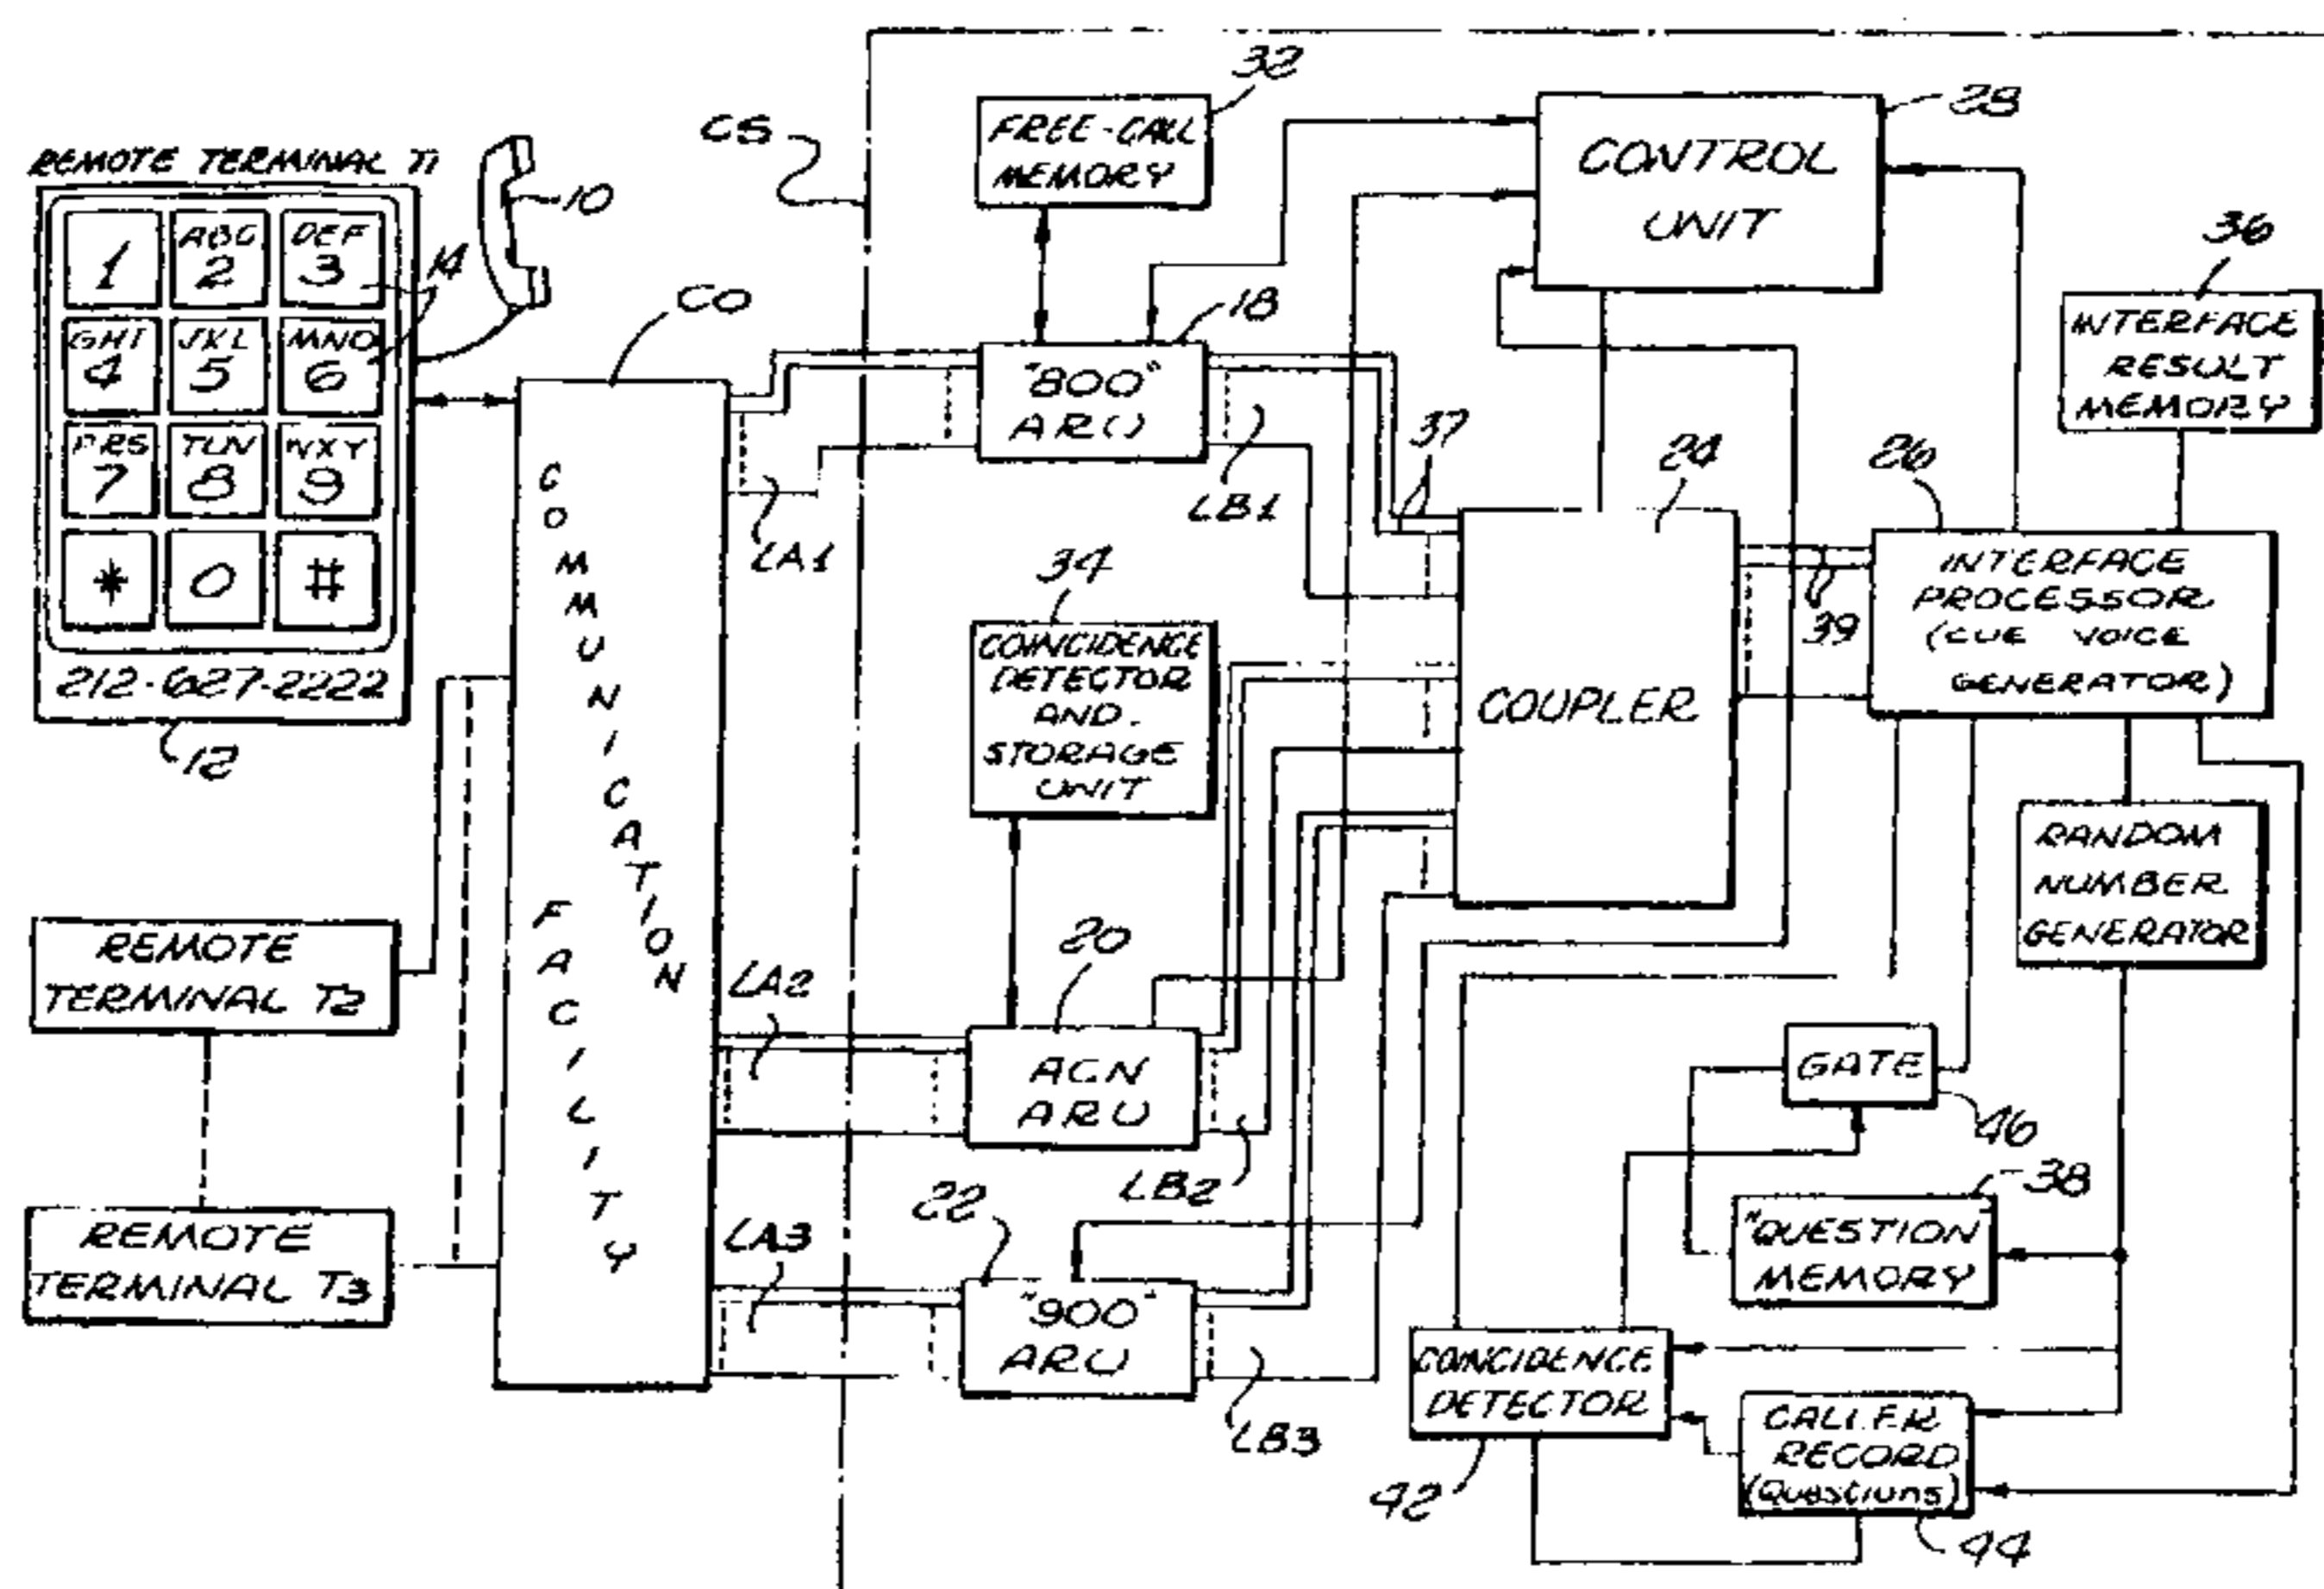 REMOTE TERMINAL T1
10
1
ABC
2
DEF
3
14
GHI
4
JKL
5
MNO
6
PRS
7
TUV
8
WXY
9
*
0
#
212-627-2222
12
REMOTE
TERMINAL T2
REMOTE
TERMINAL T3
CO
COMMUNICATION
FACILITY
CS
LA1
LA2
LA3
32
FREE-CALL
MEMORY
18
"800"
ARU
LB1
34
COINCIDENCE
DETECTOR
AND
STORAGE
UNIT
20
ACN
ARU
LB2
22
"900"
ARU
LB3
28
CONTROL
UNIT
37
24
COUPLER
39
26
INTERFACE
PROCESSOR
(CUE VOICE
GENERATOR)
36
INTERFACE
RESULT
MEMORY
RANDOM
NUMBER
GENERATOR
GATE
46
38
"QUESTION
MEMORY
COINCIDENCE
DETECTOR
42
CALLER
RECORD
(Questions)
44